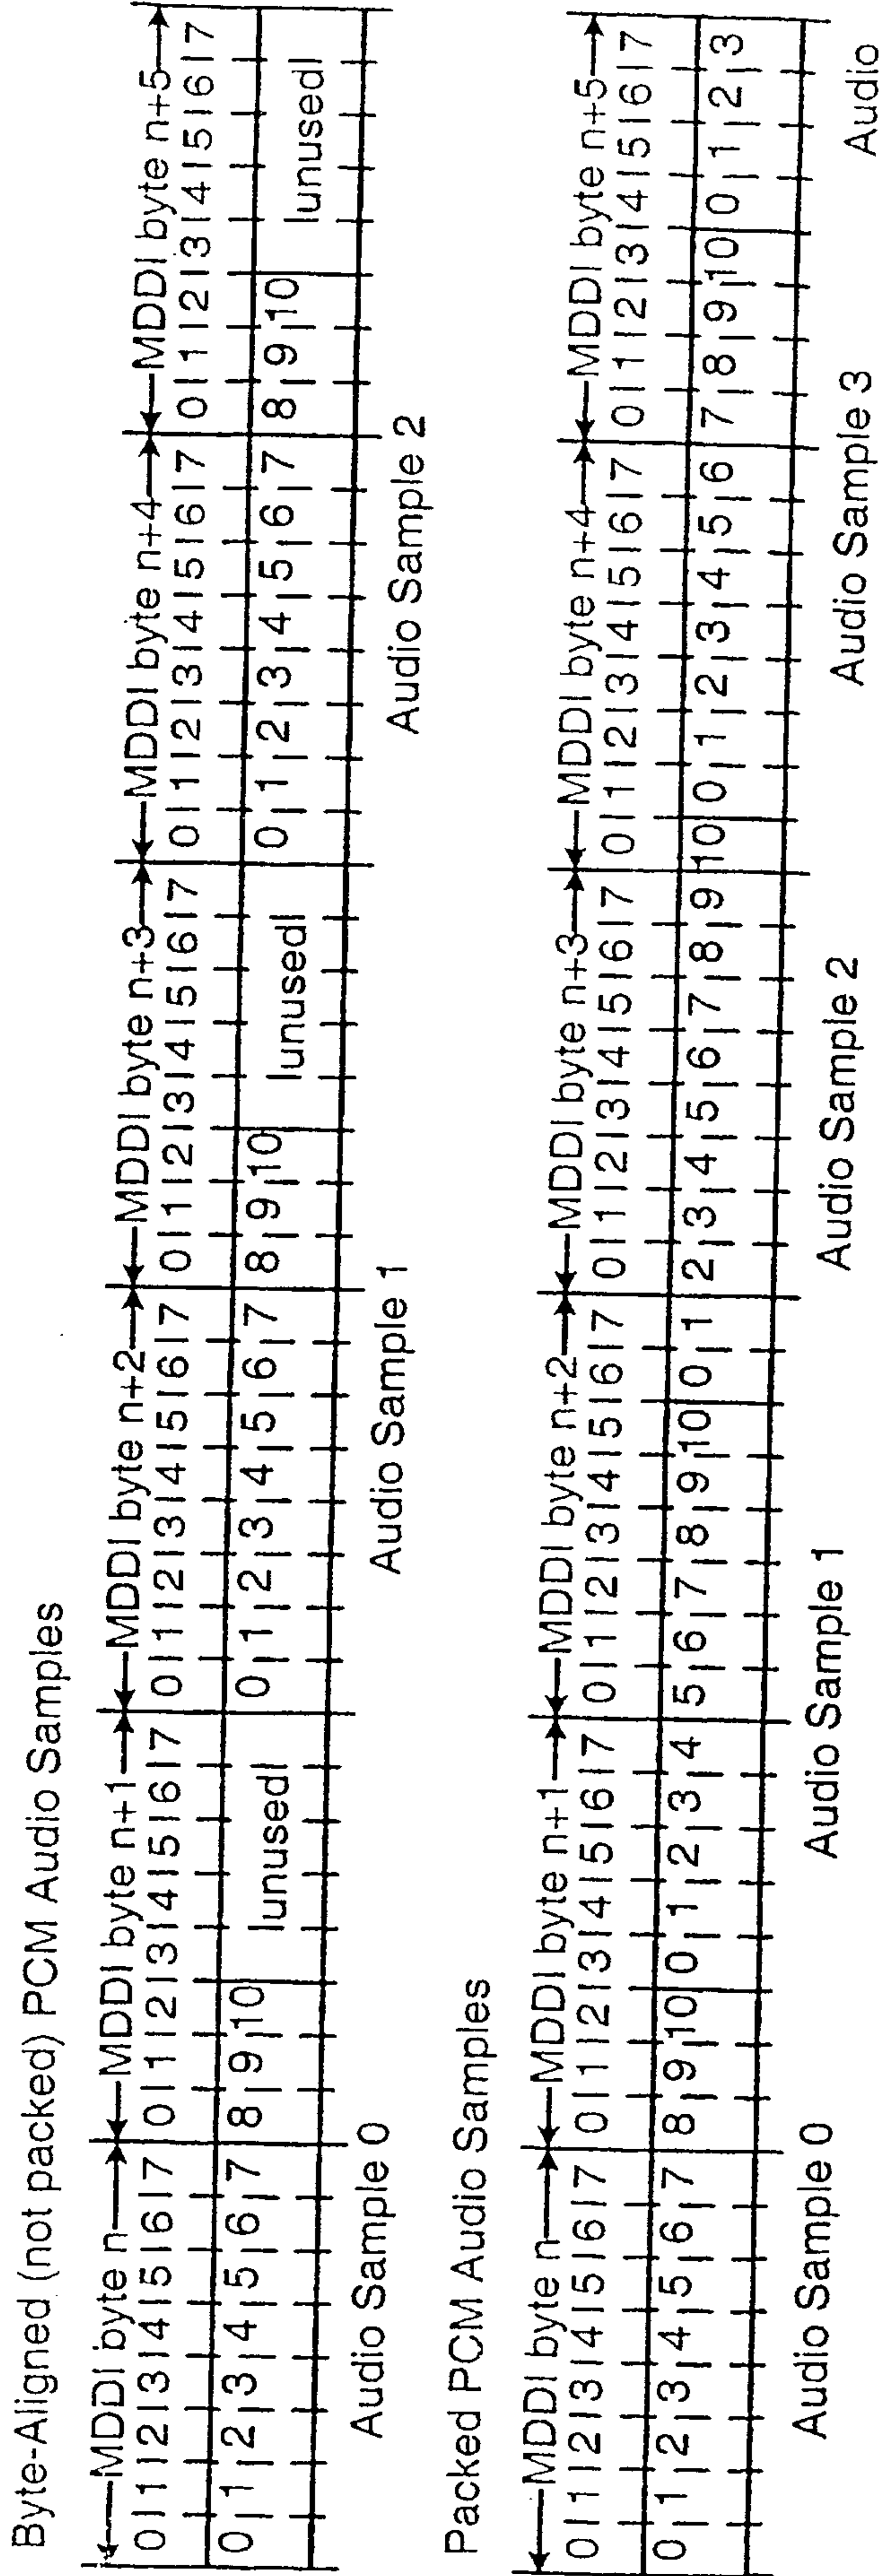 Byte-Aligned (not packed) PCM Audio Samples
MDDI byte n MDDI byte n+1 MDDI byte n+2 MDDI byte n+3 MDDI byte n+4 MDDI byte n+5
0 1 2 3 4 5 6 7 0 1 2 3 4 5 6 7 0 1 2 3 4 5 6 7 0 1 2 3 4 5 6 7 0 1 2 3 4 5 6 7 0 1 2 3 4 5 6 7
0 1 2 3 4 5 6 7 8 9 10 unused 0 1 2 3 4 5 6 7 8 9 10 unused 0 1 2 3 4 5 6 7 8 9 10 unused
Audio Sample 0 Audio Sample 1 Audio Sample 2
Packed PCM Audio Samples
MDDI byte n MDDI byte n+1 MDDI byte n+2 MDDI byte n+3 MDDI byte n+4 MDDI byte n+5
0 1 2 3 4 5 6 7 0 1 2 3 4 5 6 7 0 1 2 3 4 5 6 7 0 1 2 3 4 5 6 7 0 1 2 3 4 5 6 7 0 1 2 3 4 5 6 7
0 1 2 3 4 5 6 7 8 9 10 0 1 2 3 4 5 6 7 8 9 10 0 1 2 3 4 5 6 7 8 9 10 0 1 2 3 4 5 6 7 8 9 10 0 1 2 3
Audio Sample 0 Audio Sample 1 Audio Sample 2 Audio Sample 3 Audio